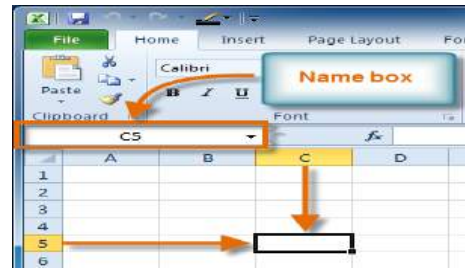 File Home Insert Page Layout Fo
Calibri
Name box
Paste
B I U
Clipboard Font
C5 fx
A B C D
1
2
3
4
5
6